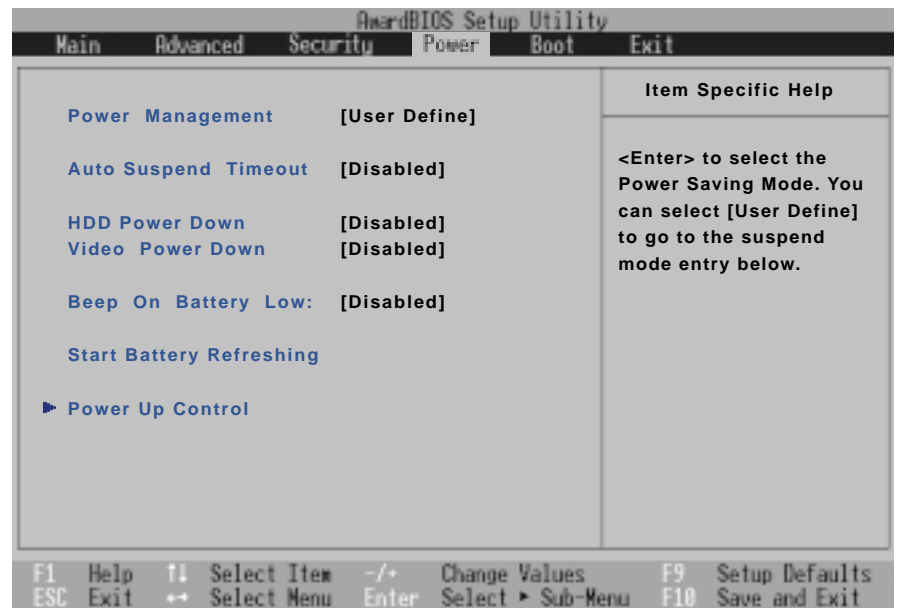 AwardBIOS Setup Utility
Main Advanced Security Power Boot Exit
Power Management [User Define]
Auto Suspend Timeout [Disabled]
HDD Power Down [Disabled]
Video Power Down [Disabled]
Beep On Battery Low: [Disabled]
Start Battery Refreshing
Power Up Control
Item Specific Help
<Enter> to select the
Power Saving Mode. You
can select [User Define]
to go to the suspend
mode entry below.
F1 Help ↑↓ Select Item -/+ Change Values F9 Setup Defaults
ESC Exit ←→ Select Menu Enter Select ► Sub-Menu F10 Save and Exit